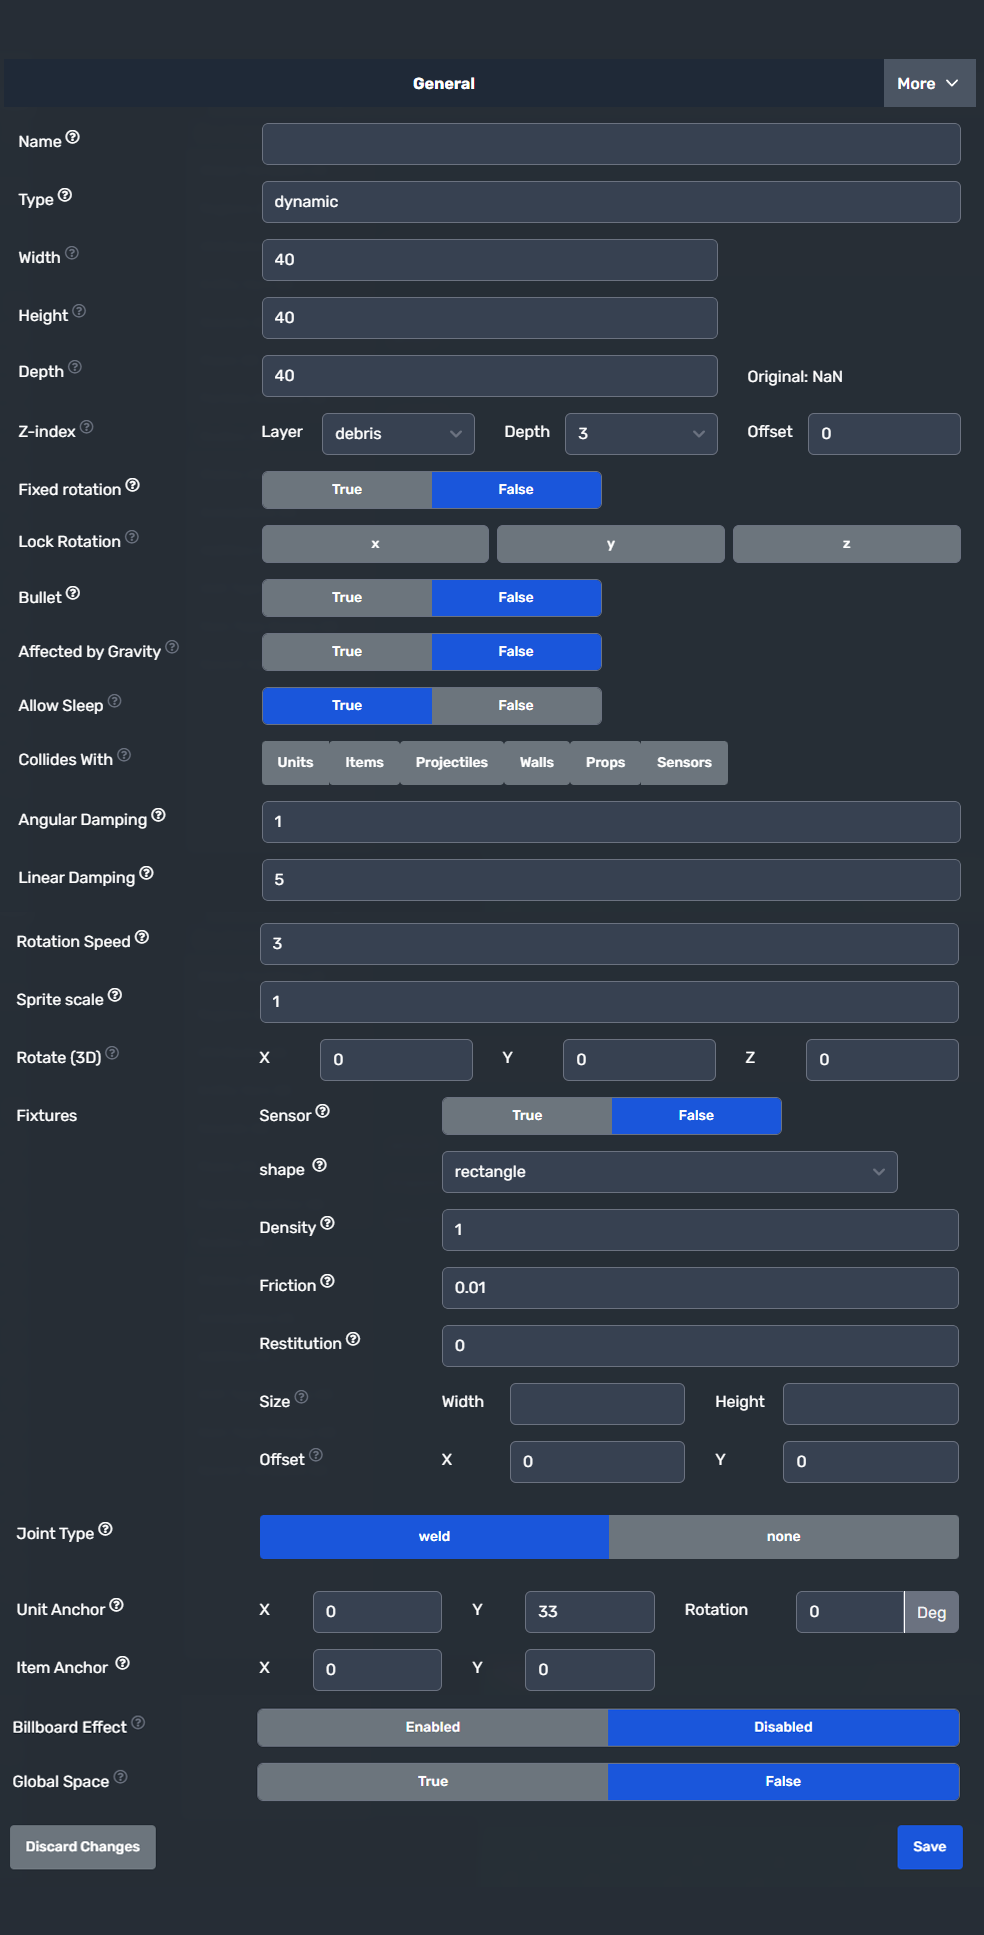 General
More
Name
Type
dynamic
Width
40
Height
40
Depth
40
Original: NaN
Z-index
Layer
debris
Depth
3
Offset
0
Fixed rotation
True
False
Lock Rotation
x
y
z
Bullet
True
False
Affected by Gravity
True
False
Allow Sleep
True
False
Collides With
Units
Items
Projectiles
Walls
Props
Sensors
Angular Damping
1
Linear Damping
5
Rotation Speed
3
Sprite scale
1
Rotate (3D)
X
0
Y
0
Z
0
Fixtures
Sensor
True
False
shape
rectangle
Density
1
Friction
0.01
Restitution
0
Size
Width
Height
Offset
X
0
Y
0
Joint Type
weld
none
Unit Anchor
X
0
Y
33
Rotation
0
Deg
Item Anchor
X
0
Y
0
Billboard Effect
Enabled
Disabled
Global Space
True
False
Discard Changes
Save